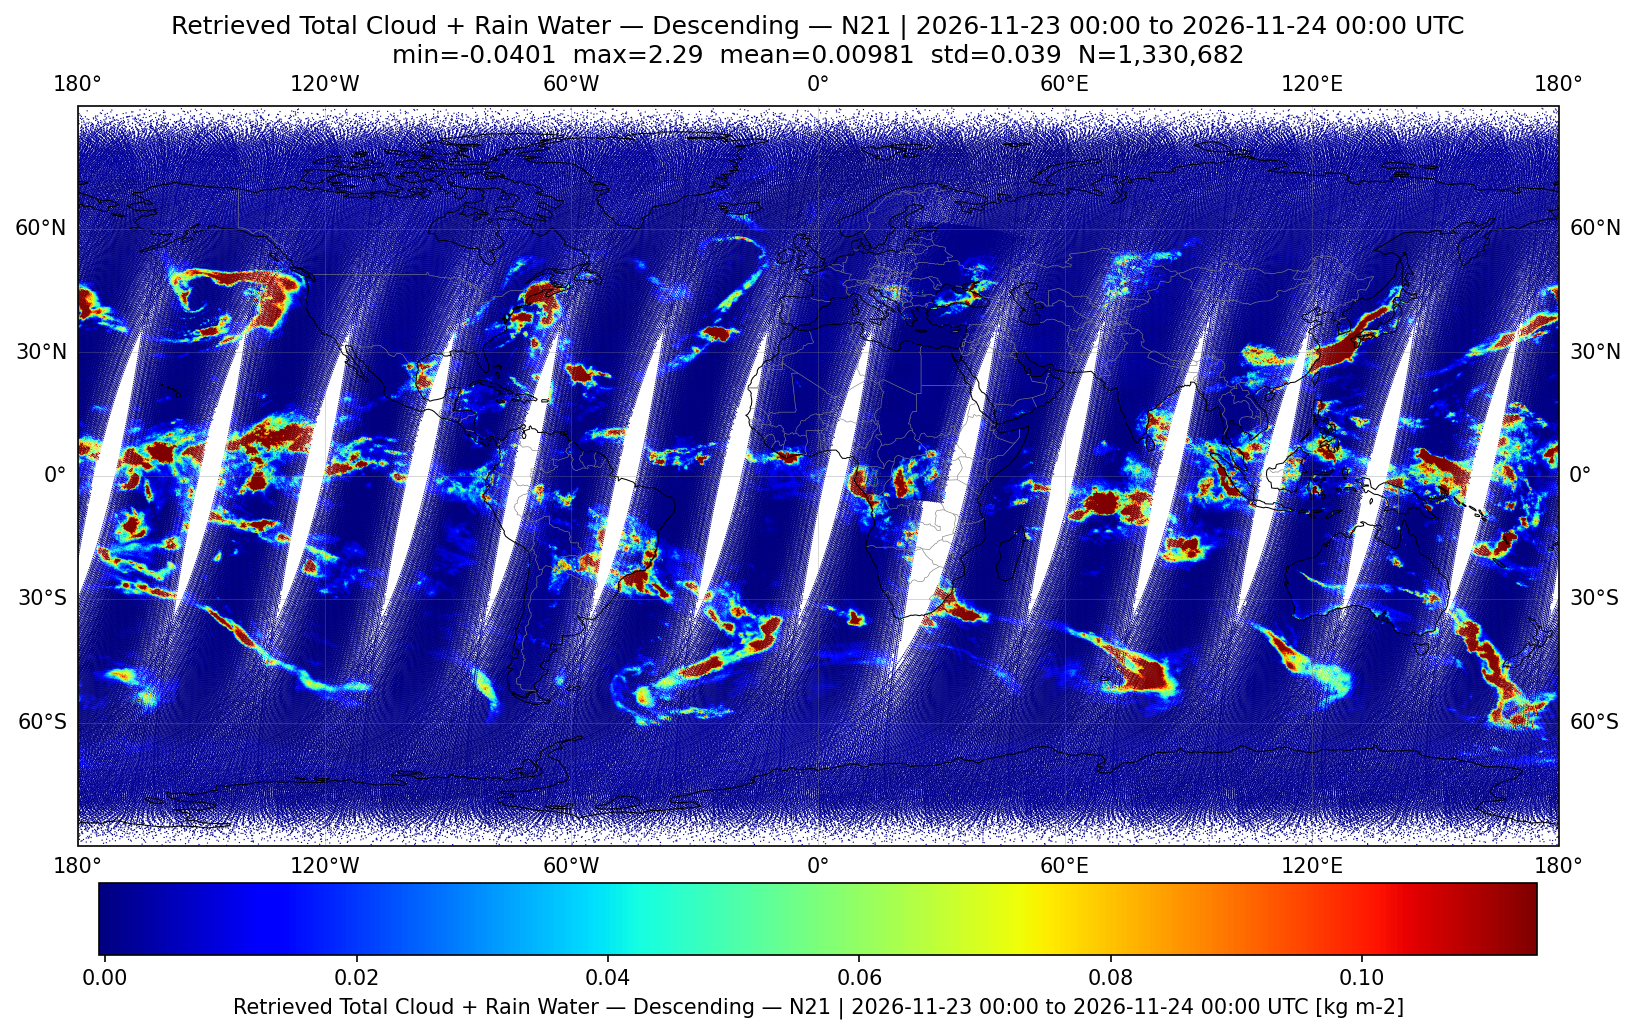 Retrieved Total Cloud + Rain Water — Descending — N21 | 2026-11-23 00:00 to 2026-11-24 00:00 UTC
min=-0.0401  max=2.29  mean=0.00981  std=0.039  N=1,330,682
180° 120°W 60°W 0° 60°E 120°E 180°
60°N 60°N
30°N 30°N
0° 0°
30°S 30°S
60°S 60°S
180° 120°W 60°W 0° 60°E 120°E 180°
0.00 0.02 0.04 0.06 0.08 0.10
Retrieved Total Cloud + Rain Water — Descending — N21 | 2026-11-23 00:00 to 2026-11-24 00:00 UTC [kg m-2]